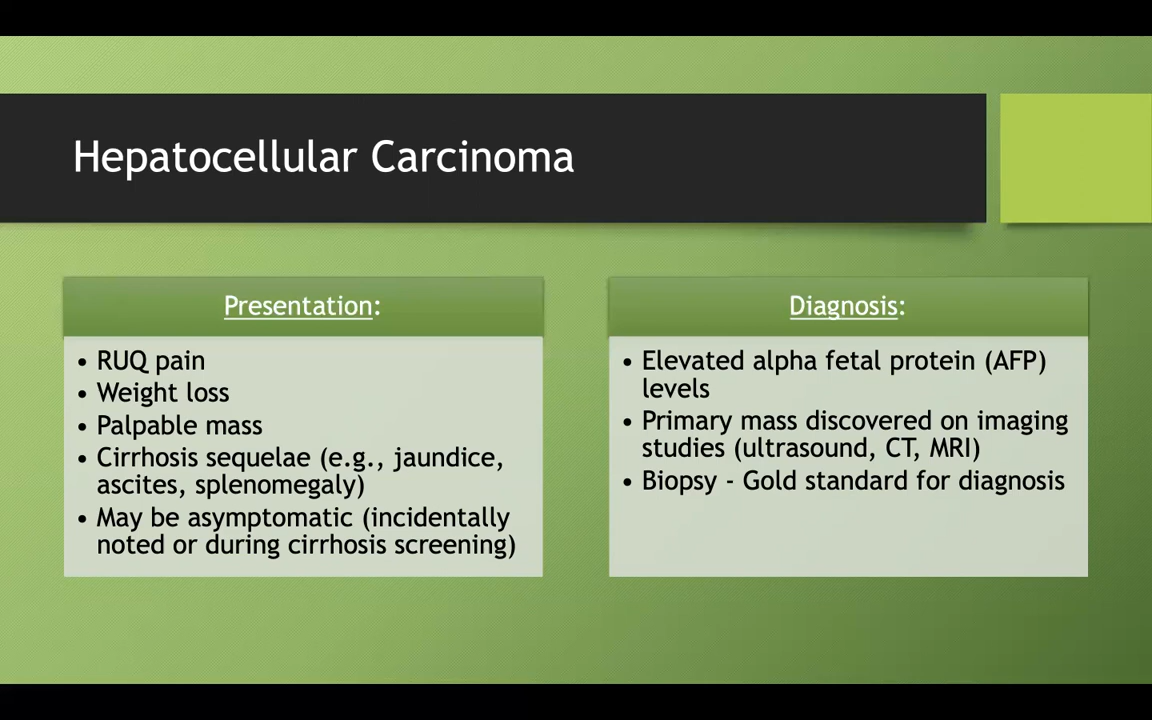 Hepatocellular Carcinoma
Presentation:
• RUQ pain
• Weight loss
• Palpable mass
• Cirrhosis sequelae (e.g., jaundice,
ascites, splenomegaly)
• May be asymptomatic (incidentally
noted or during cirrhosis screening)
Diagnosis:
• Elevated alpha fetal protein (AFP)
levels
• Primary mass discovered on imaging
studies (ultrasound, CT, MRI)
• Biopsy - Gold standard for diagnosis